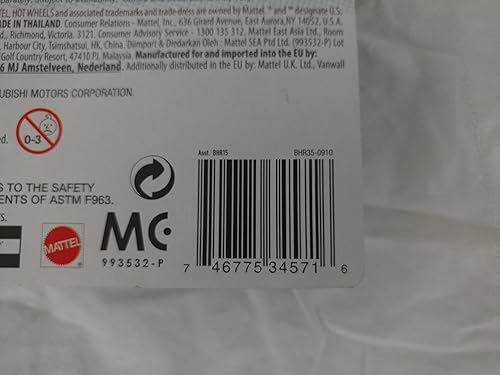 TEL, HOT WHEELS and associated trademarks and trade dress are owned by Mattel ™ and ™ designate U.S.
ADE IN THAILAND. Consumer Relations - Mattel, 636 Girard Avenue, East Aurora, NY 14052, U.S.A.
d., Richmond, Victoria. 3121. Consumer Advisory Service - 1300 135 312. Mattel East Asia Ltd., Room
Harbour City, Tsimshatsui, HK, China. Diimport & Diedarkan Oleh : Mattel SEA Ptd Ltd. (993532-P) Lot
Golf Country Resort, 47410 PJ. Malaysia. Manufactured for and imported into the EU by:
6 MJ Amstelveen, Nederland. Additionally distributed in the EU by: Mattel U.K. Ltd., Vanwall
UBISHI MOTORS CORPORATION.
ed.
0-3
S TO THE SAFETY
ENTS OF ASTM F963.
rs.
MATTEL
MC
993532-P
Asst. BHR15
BHR35-0910
7 46775 34571 6